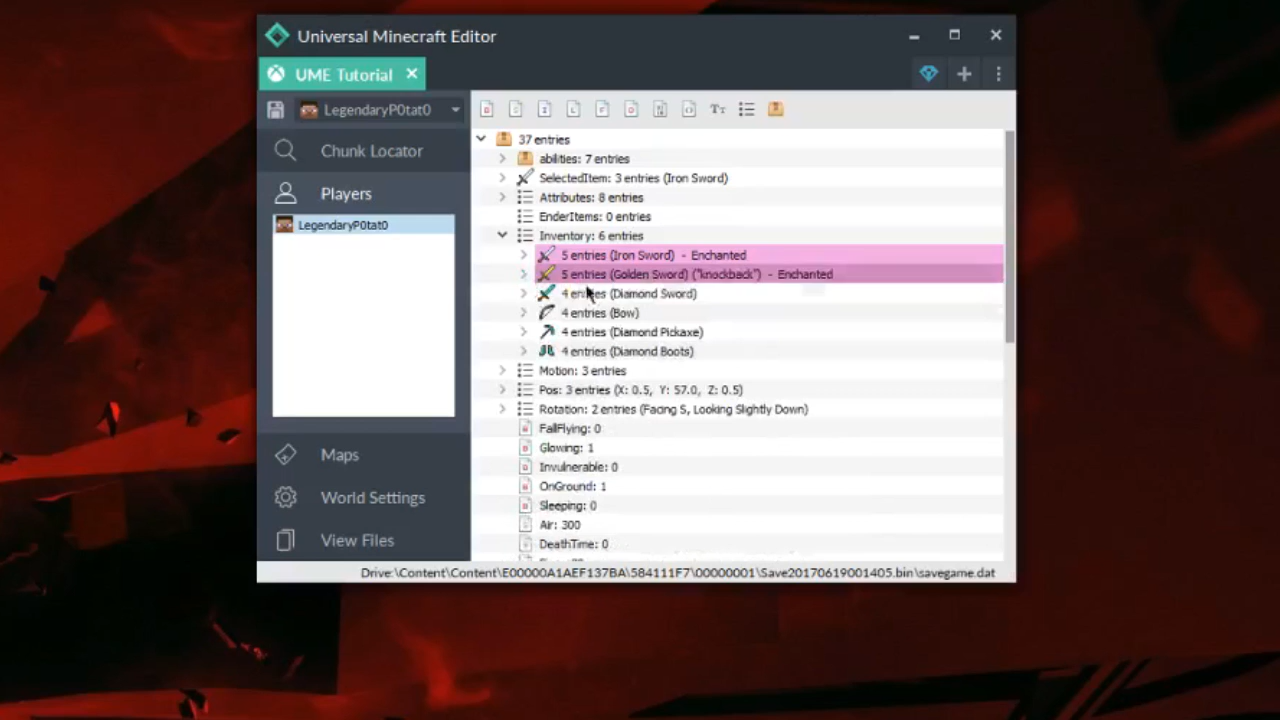 Universal Minecraft Editor
UME Tutorial
LegendaryP0tat0
Chunk Locator
Players
LegendaryP0tat0
Maps
World Settings
View Files
37 entries
abilities: 7 entries
SelectedItem: 3 entries (Iron Sword)
Attributes: 8 entries
EnderItems: 0 entries
Inventory: 6 entries
5 entries (Iron Sword) - Enchanted
5 entries (Golden Sword) ("knockback") - Enchanted
4 entries (Diamond Sword)
4 entries (Bow)
4 entries (Diamond Pickaxe)
4 entries (Diamond Boots)
Motion: 3 entries
Pos: 3 entries (X: 0.5, Y: 57.0, Z: 0.5)
Rotation: 2 entries (Facing S, Looking Slightly Down)
FallFlying: 0
Glowing: 1
Invulnerable: 0
OnGround: 1
Sleeping: 0
Air: 300
DeathTime: 0
Drive:\Content\Content\E00000A1AEF137BA\584111F7\00000001\Save20170619001405.bin\savegame.dat